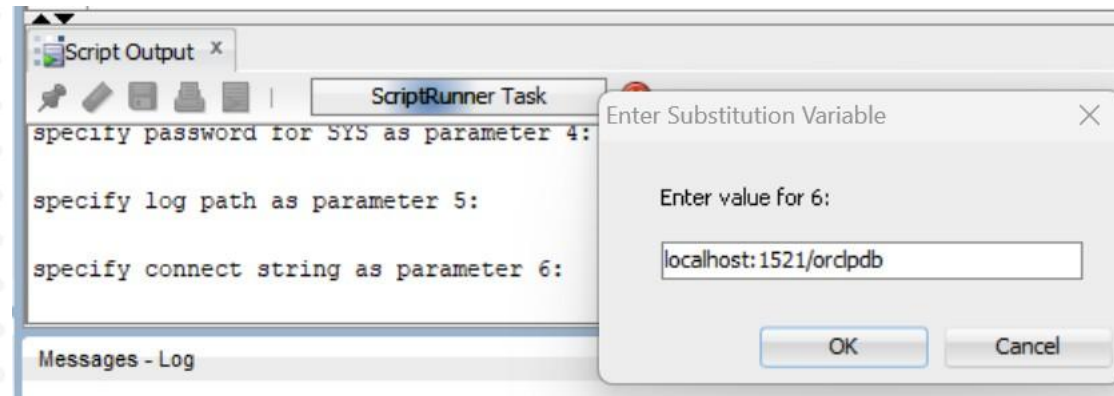 Script Output x
ScriptRunner Task
specify password for SYS as parameter 4:
specify log path as parameter 5:
specify connect string as parameter 6:
Messages - Log
Enter Substitution Variable
Enter value for 6:
localhost:1521/orclpdb
OK
Cancel